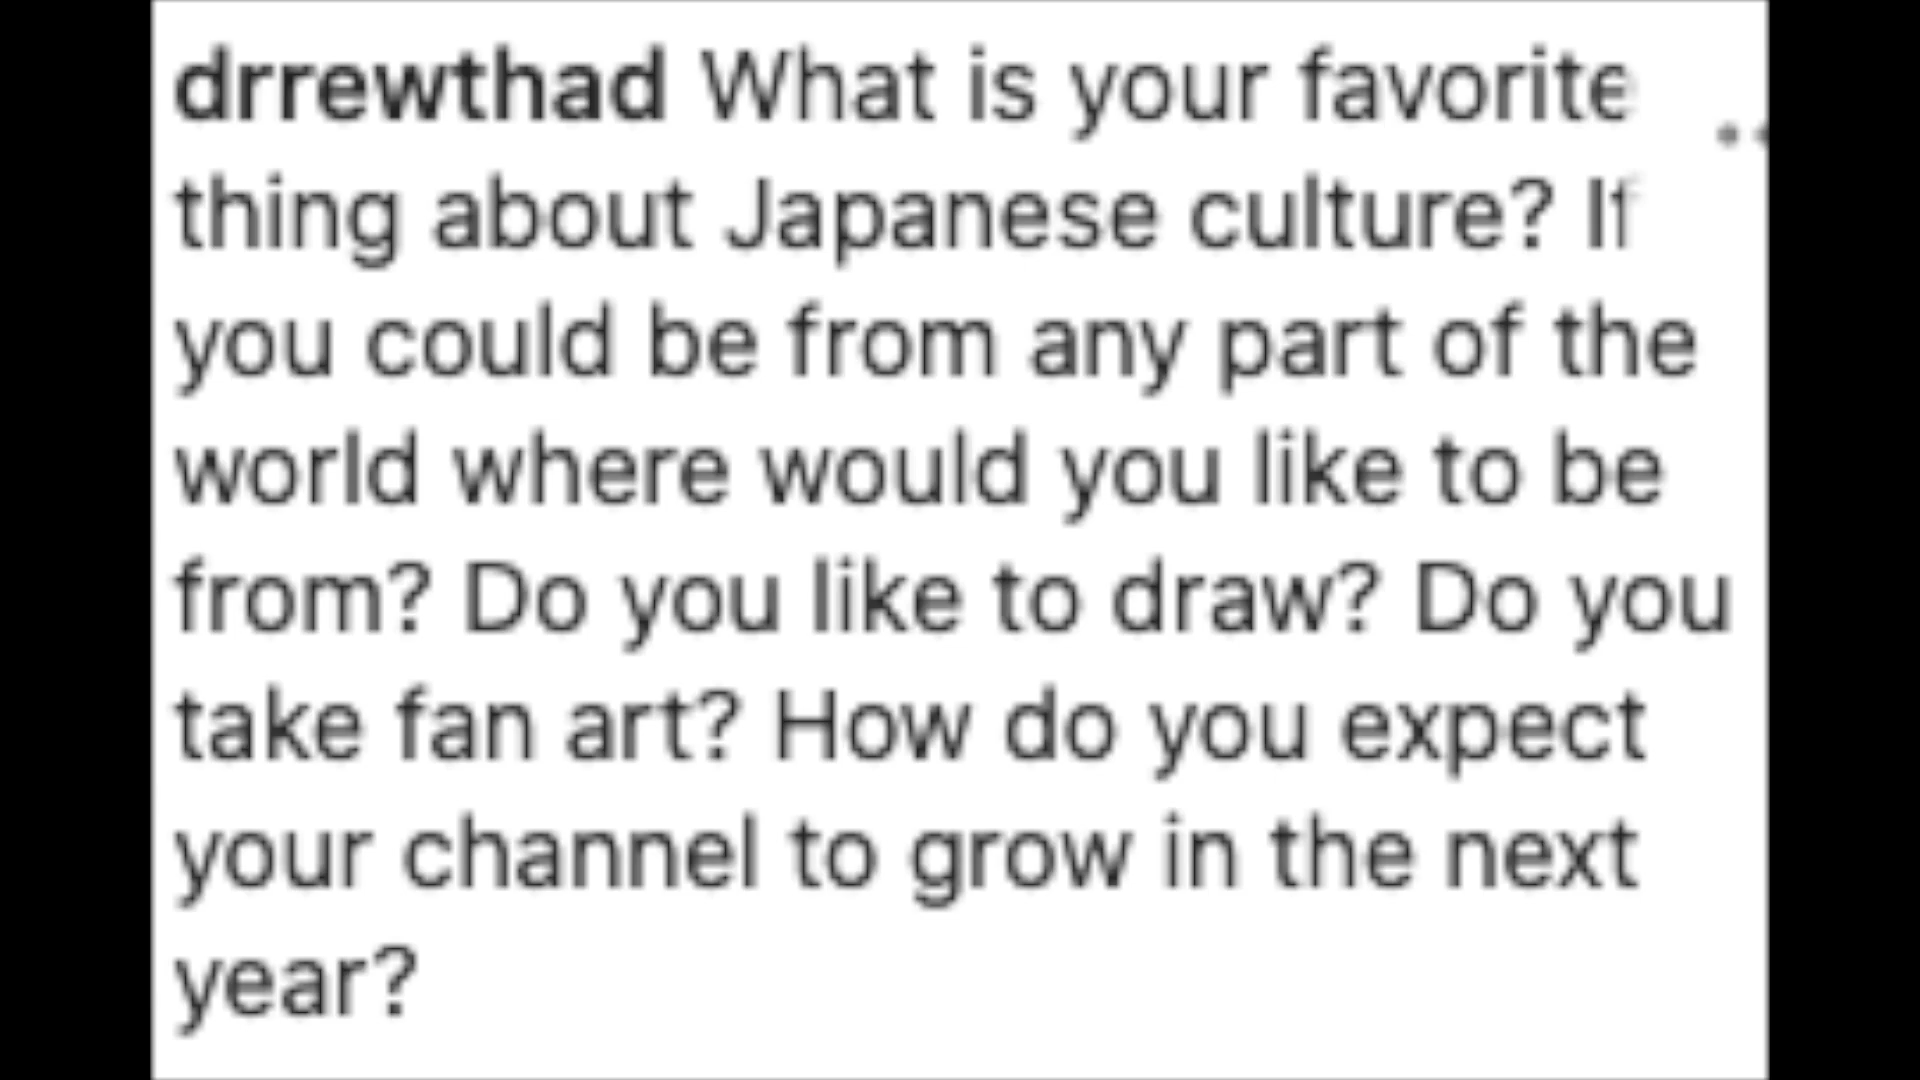 drrewthad What is your favorite
thing about Japanese culture? If
you could be from any part of the
world where would you like to be
from? Do you like to draw? Do you
take fan art? How do you expect
your channel to grow in the next
year?